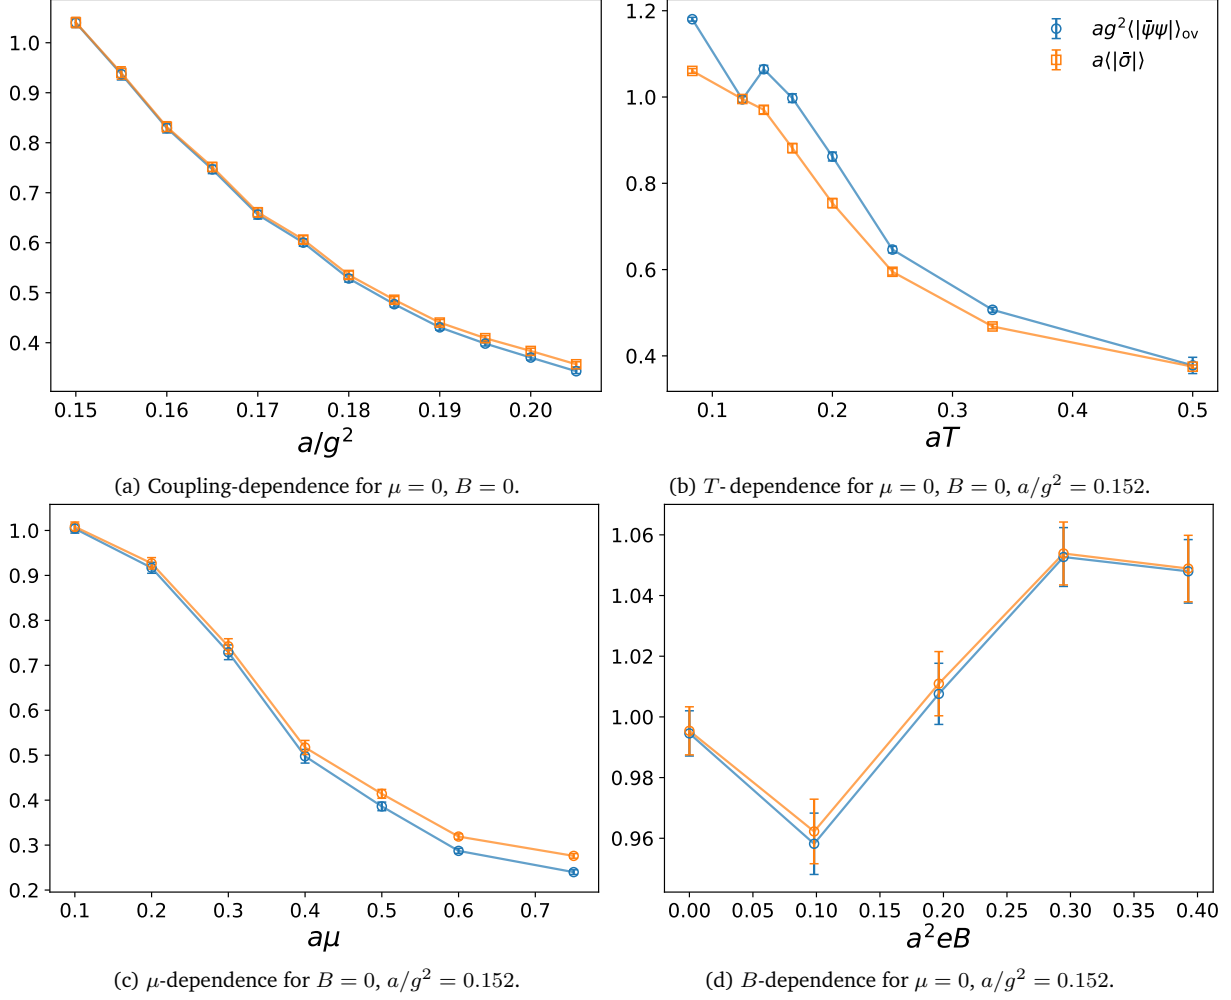 1.0
0.9
0.8
0.7
0.6
0.5
0.4
0.15 0.16 0.17 0.18 0.19 0.20
a/g²
(a) Coupling-dependence for μ = 0, B = 0.
1.2
1.0
0.8
0.6
0.4
ag²⟨|ψ̄ψ|⟩ov
a⟨|σ̄|⟩
0.1 0.2 0.3 0.4 0.5
aT
(b) T- dependence for μ = 0, B = 0, a/g² = 0.152.
1.0
0.9
0.8
0.7
0.6
0.5
0.4
0.3
0.2
0.1 0.2 0.3 0.4 0.5 0.6 0.7
aμ
(c) μ-dependence for B = 0, a/g² = 0.152.
1.06
1.04
1.02
1.00
0.98
0.96
0.00 0.05 0.10 0.15 0.20 0.25 0.30 0.35 0.40
a²eB
(d) B-dependence for μ = 0, a/g² = 0.152.